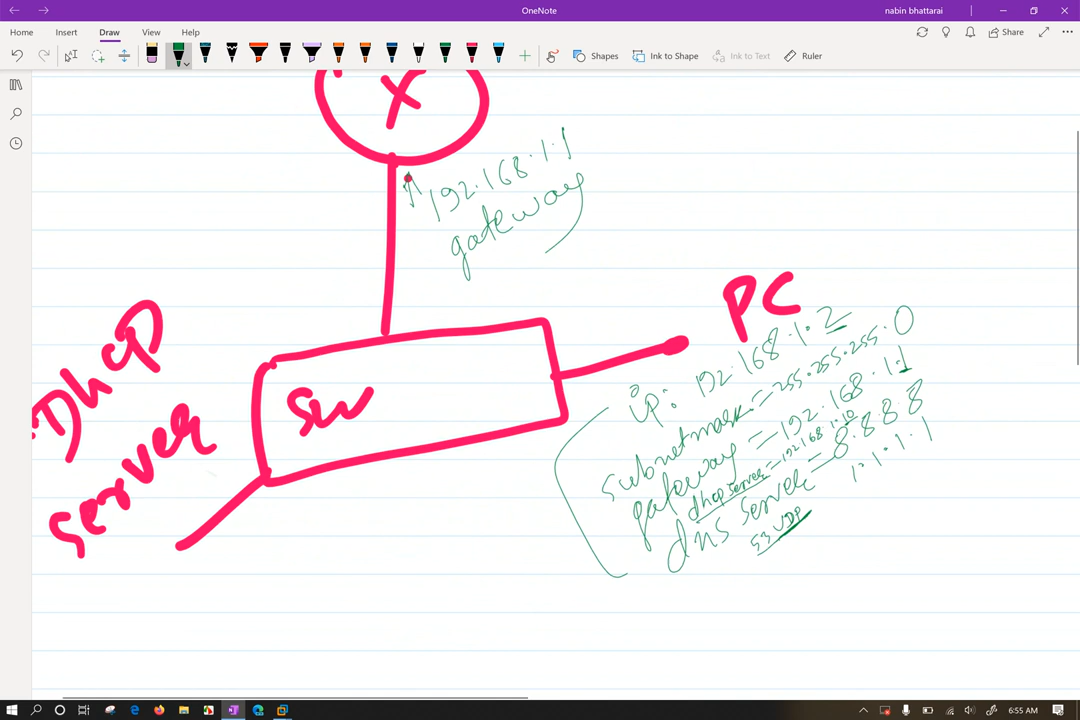 OneNote
nabin bhattarai
Home Insert Draw View Help
Share
Shapes Ink to Shape Ink to Text Ruler
X
192.168.1.1
gateway
PC
ip: 192.168.1.2
subnetmask = 255.255.255.0
gateway = 192.168.1.1
dhcp server = 192.168.1.10
dns server = 8.8.8.8
1.1.1.1
53 UDP
Dhcp
server
sw
6:55 AM